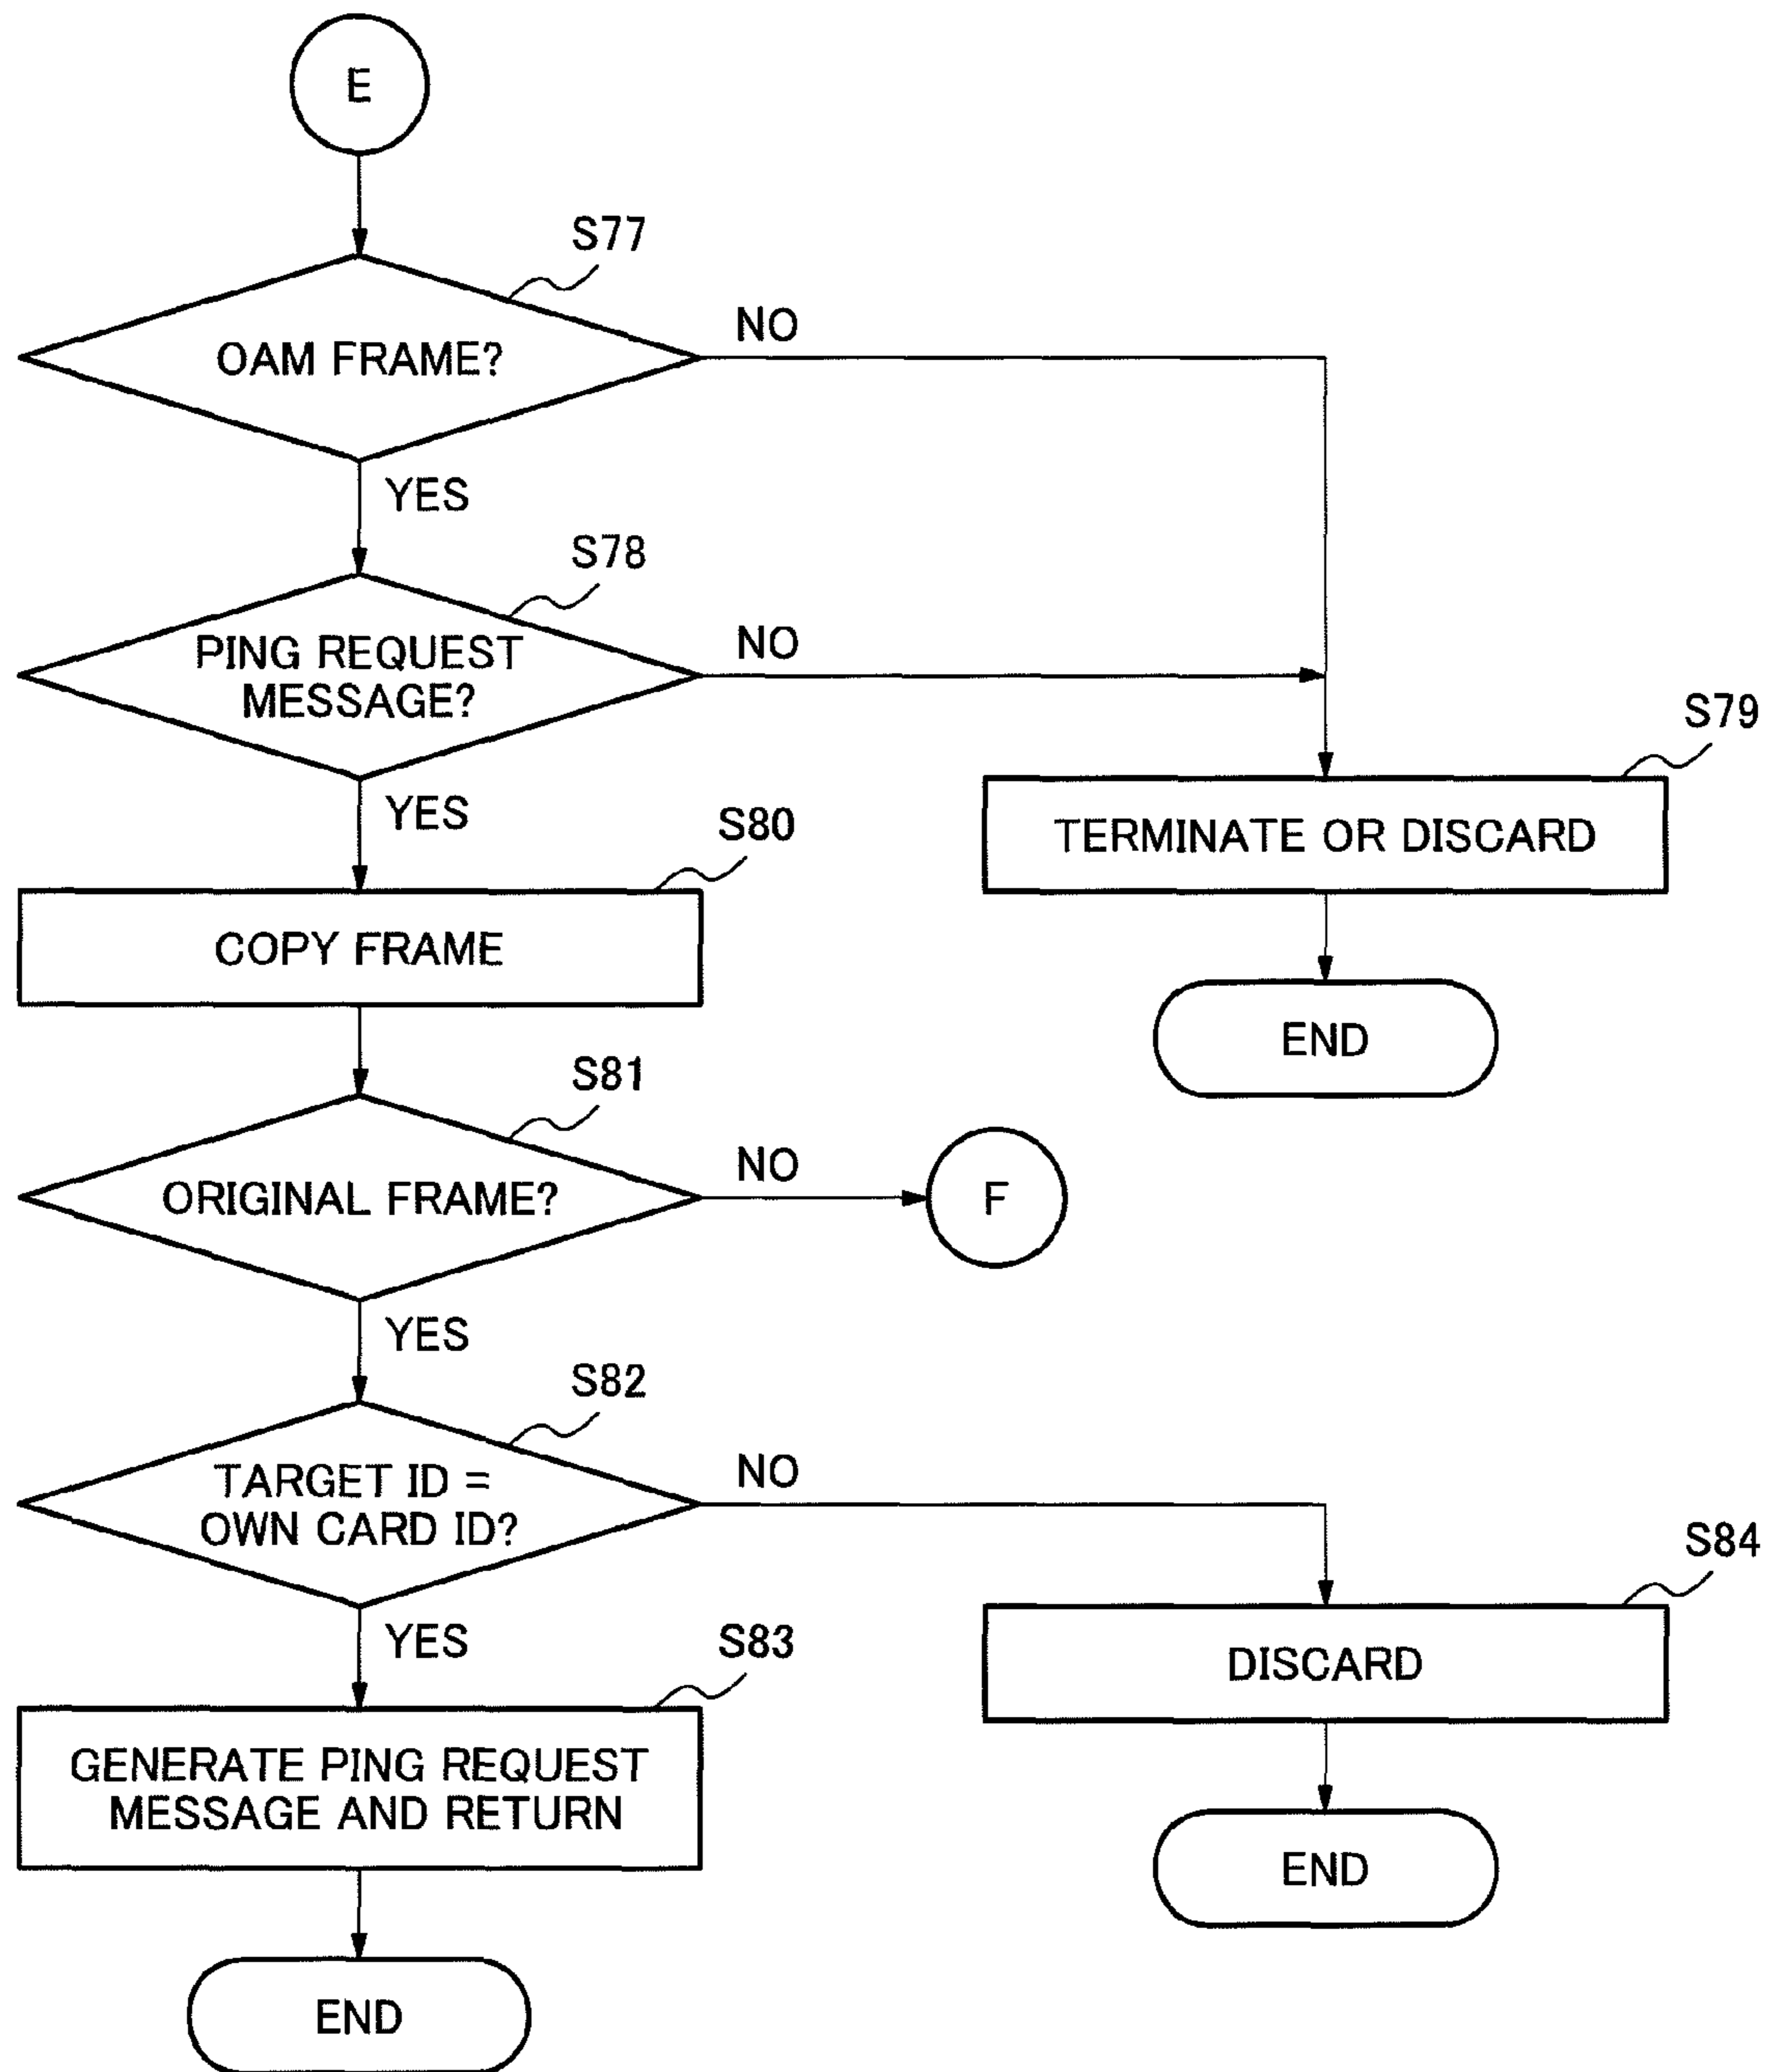 E
S77
OAM FRAME?
NO
YES
S78
PING REQUEST
MESSAGE?
NO
YES
S79
TERMINATE OR DISCARD
END
S80
COPY FRAME
S81
ORIGINAL FRAME?
NO
F
YES
S82
TARGET ID =
OWN CARD ID?
NO
YES
S84
DISCARD
END
S83
GENERATE PING REQUEST
MESSAGE AND RETURN
END